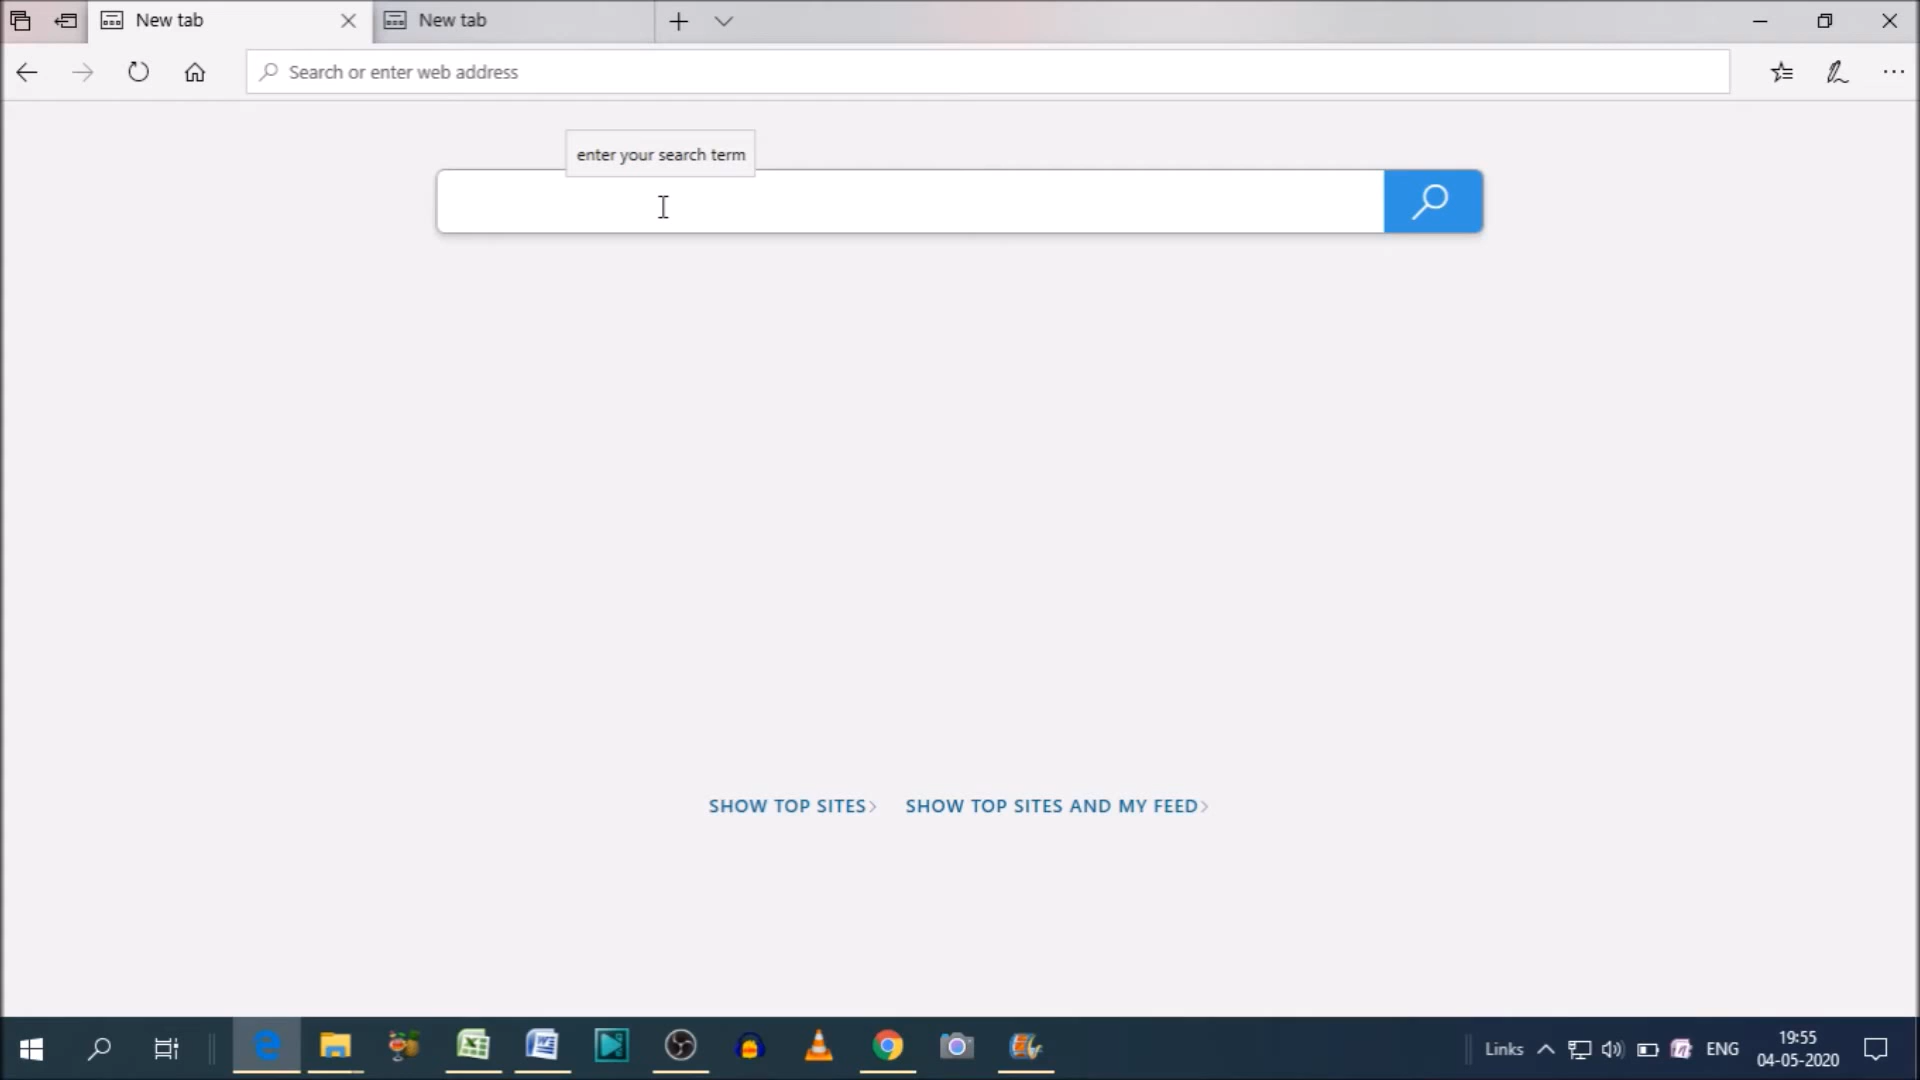 New tab
New tab
Search or enter web address
enter your search term
SHOW TOP SITES
SHOW TOP SITES AND MY FEED
Links
ENG
19:55
04-05-2020